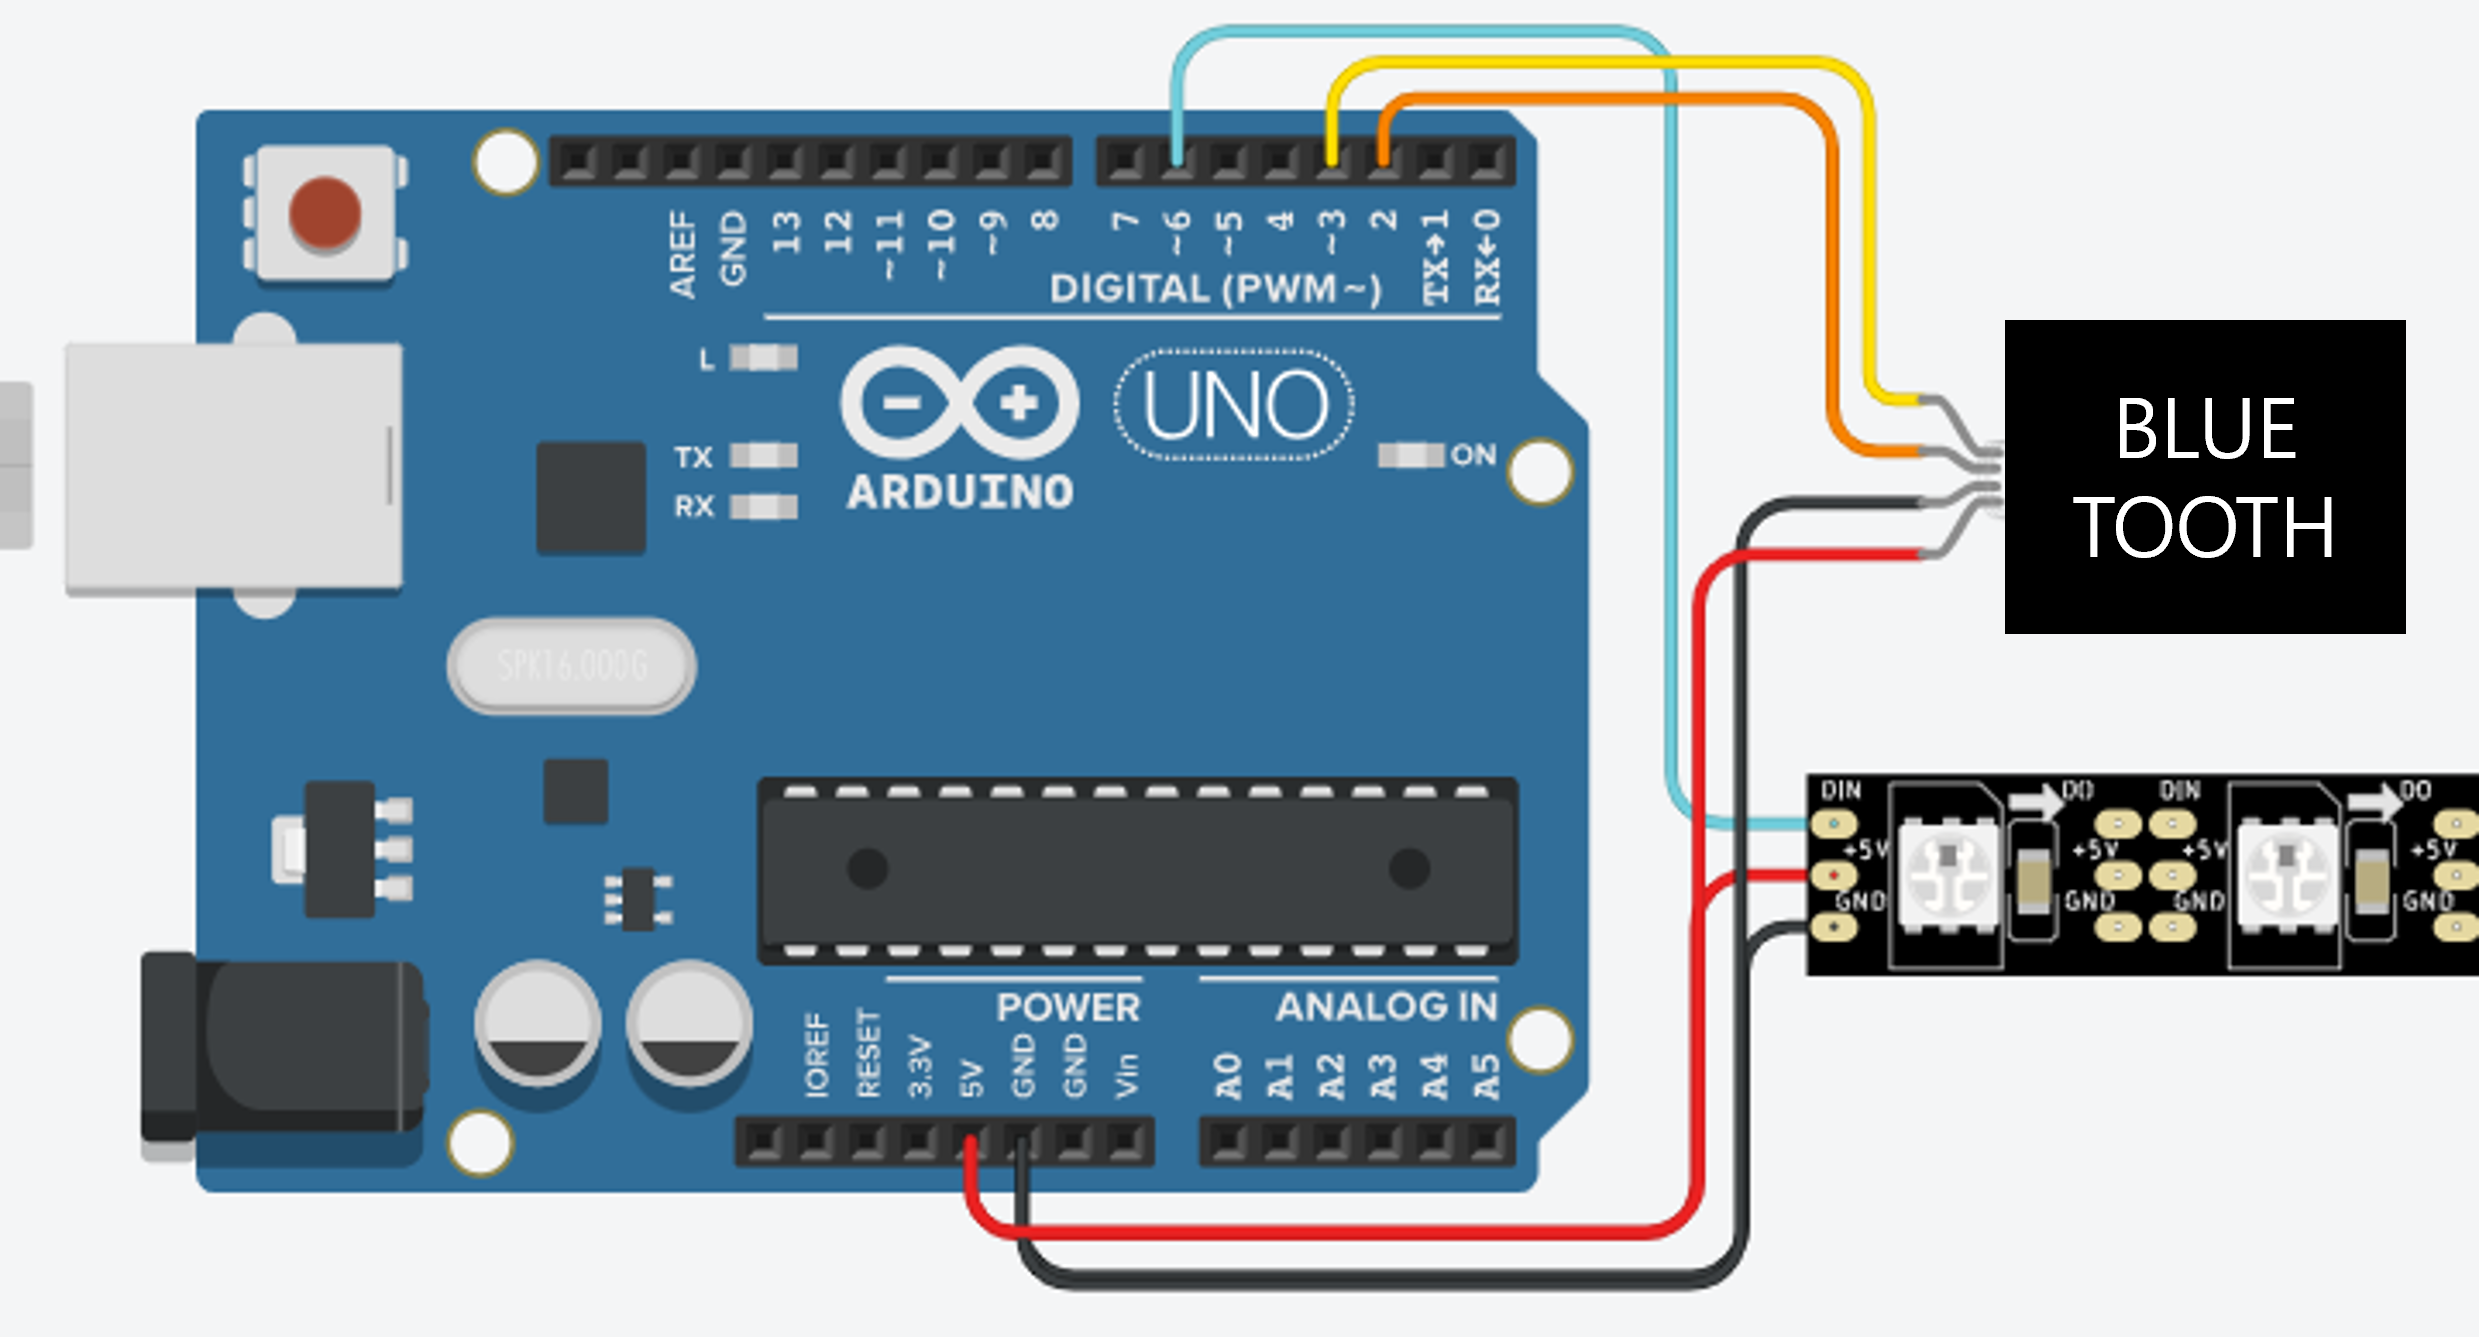 AREF
GND
13
12
~11
~10
~9
8
7
~6
~5
4
~3
2
TX→1
RX←0
DIGITAL (PWM~)
L
TX
RX
ARDUINO
UNO
ON
BLUE
TOOTH
SPK16.000G
DIN
DO
DIN
DO
+5V
+5V
+5V
+5V
GND
GND
GND
GND
POWER
ANALOG IN
IOREF
RESET
3.3V
5V
GND
GND
Vin
A0
A1
A2
A3
A4
A5